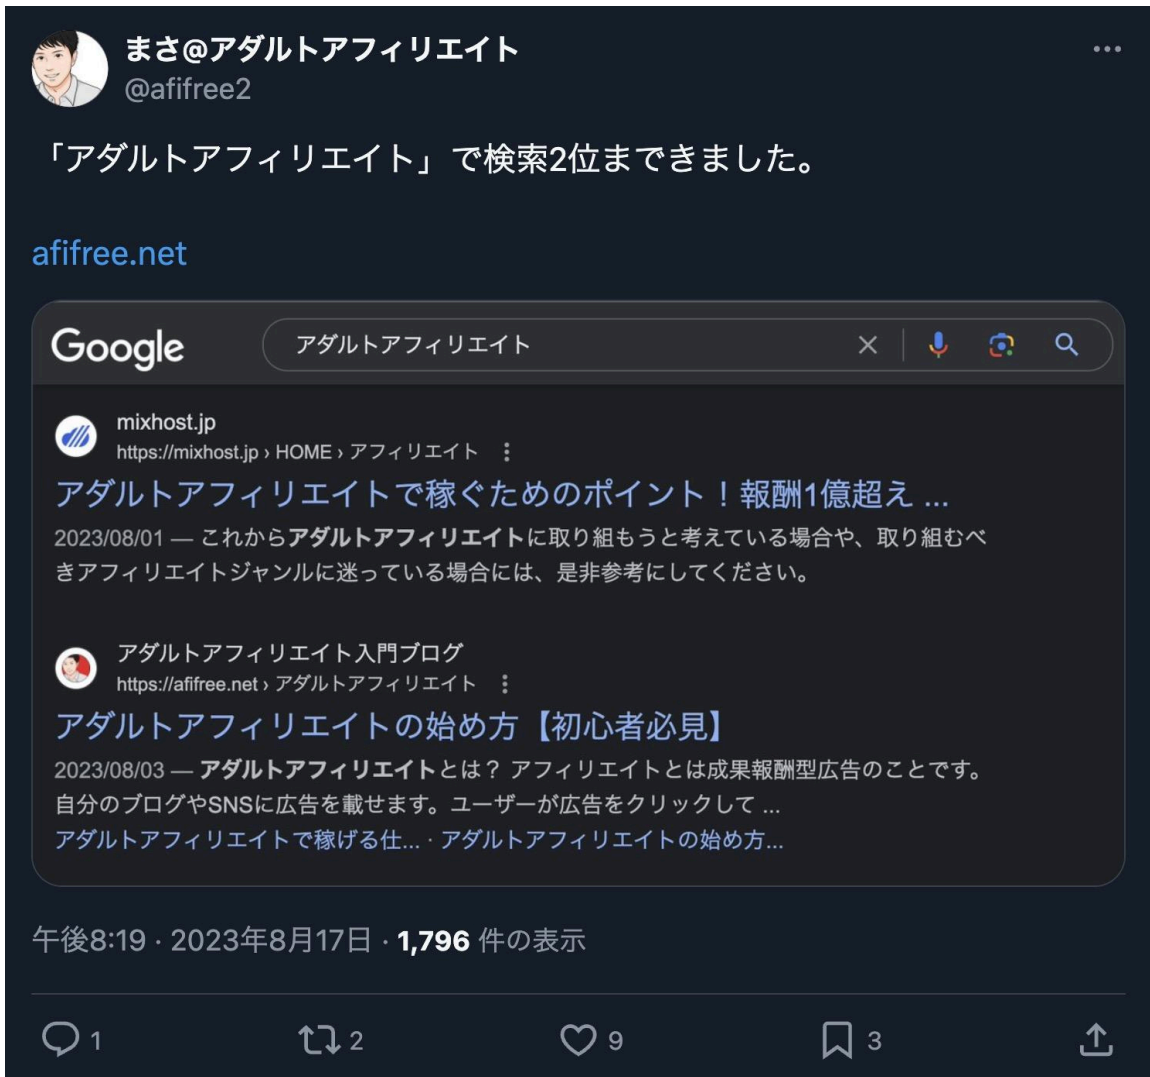 まさ@アダルトアフィリエイト
@afifree2
「アダルトアフィリエイト」で検索2位まできました。
afifree.net
Google
アダルトアフィリエイト
mixhost.jp
https://mixhost.jp › HOME › アフィリエイト
アダルトアフィリエイトで稼ぐためのポイント！報酬1億超え ...
2023/08/01 — これからアダルトアフィリエイトに取り組もうと考えている場合や、取り組むべ
きアフィリエイトジャンルに迷っている場合には、是非参考にしてください。
アダルトアフィリエイト入門ブログ
https://afifree.net › アダルトアフィリエイト
アダルトアフィリエイトの始め方【初心者必見】
2023/08/03 — アダルトアフィリエイトとは？ アフィリエイトとは成果報酬型広告のことです。
自分のブログやSNSに広告を載せます。ユーザーが広告をクリックして ...
アダルトアフィリエイトで稼げる仕... · アダルトアフィリエイトの始め方...
午後8:19 · 2023年8月17日 · 1,796 件の表示
1 2 9 3